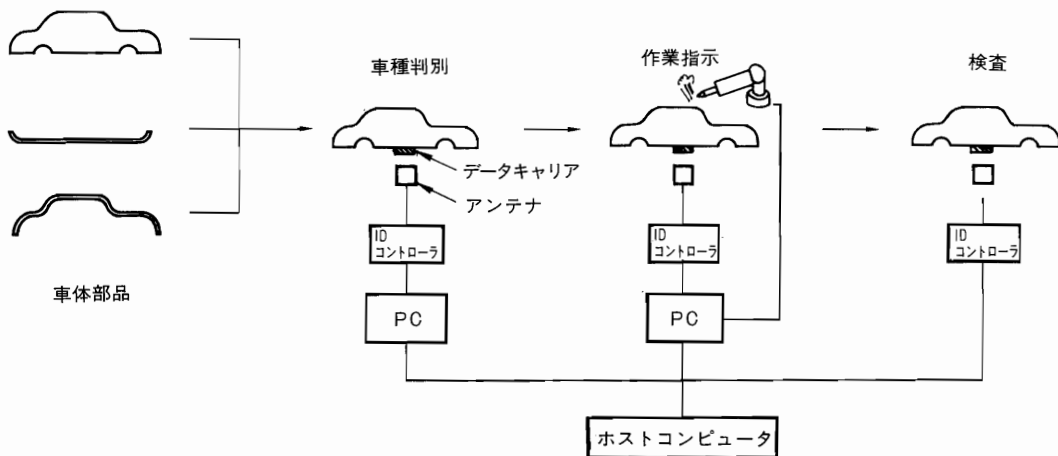 車種判別
作業指示
検査
データキャリア
アンテナ
ID
コントローラ
ID
コントローラ
ID
コントローラ
車体部品
PC
PC
ホストコンピュータ